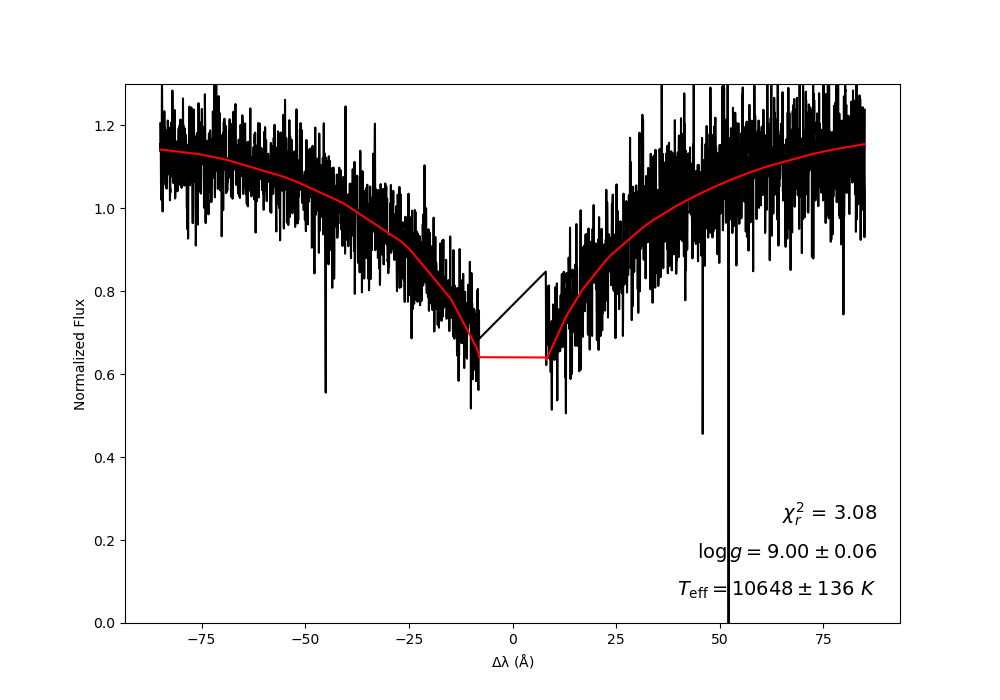 1.2
1.0
0.8
0.6
0.4
0.2
0.0
Normalized Flux
χ²ᵣ = 3.08
log g = 9.00 ± 0.06
T_eff = 10648 ± 136 K
−75 −50 −25 0 25 50 75
Δλ (Å)